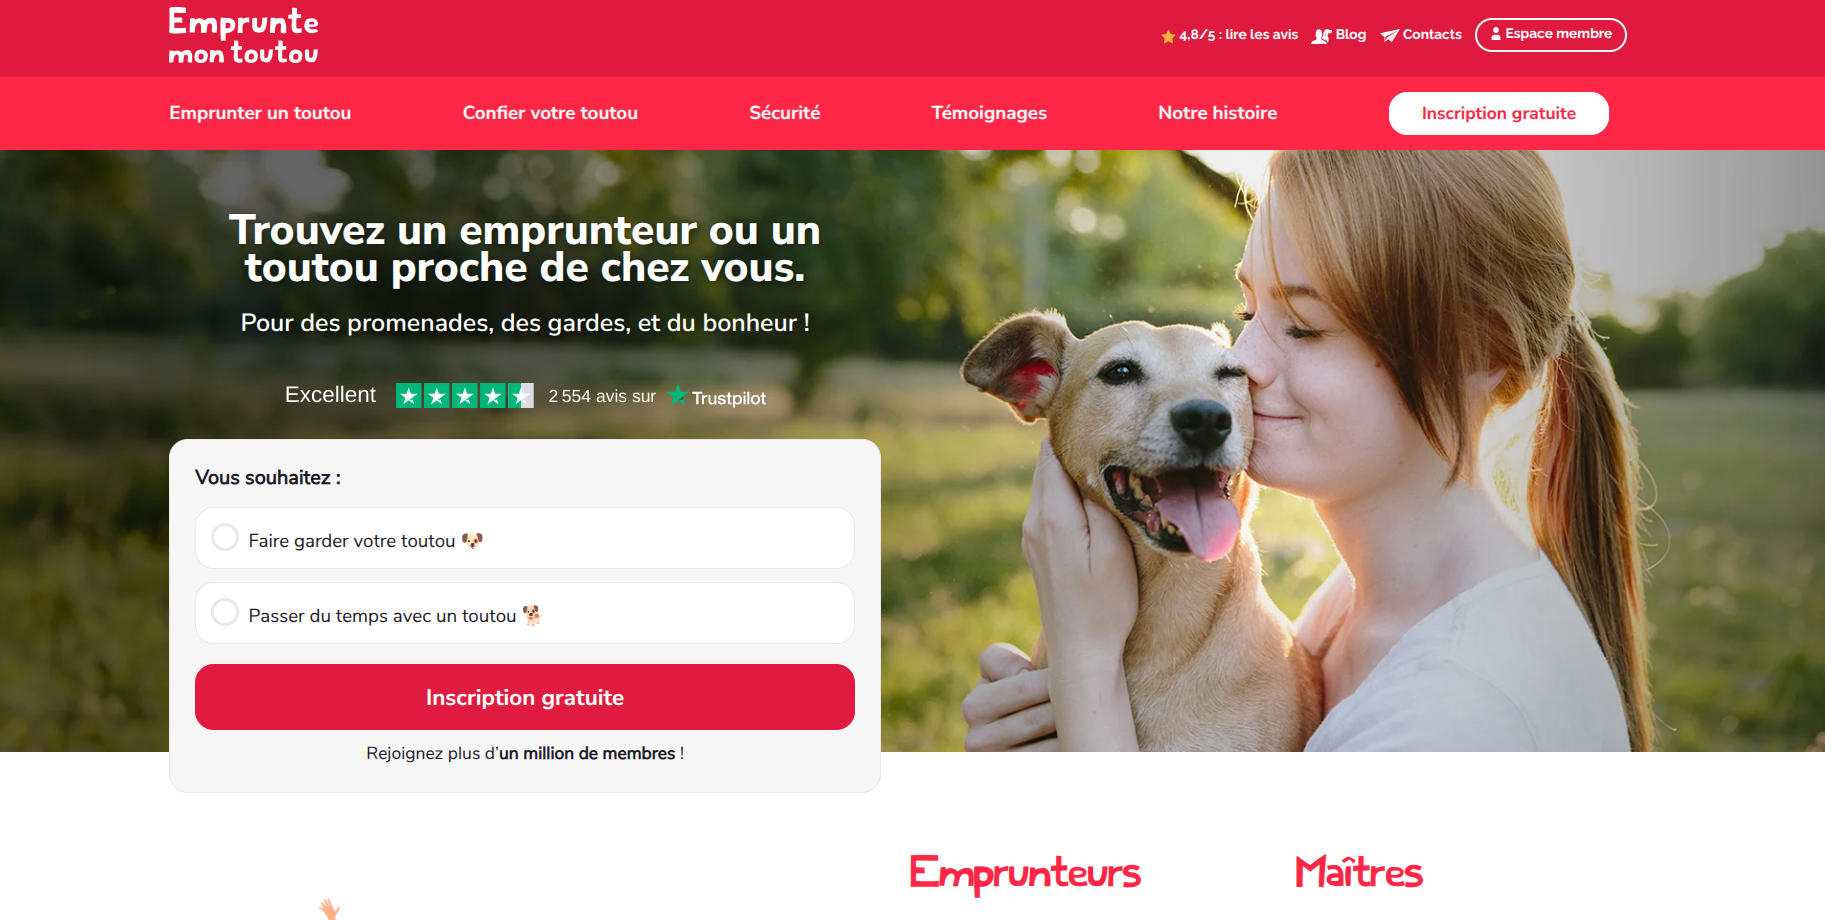 Emprunte
mon toutou
4,8/5 : lire les avis
Blog
Contacts
Espace membre
Emprunter un toutou
Confier votre toutou
Sécurité
Témoignages
Notre histoire
Inscription gratuite
Trouvez un emprunteur ou un
toutou proche de chez vous.
Pour des promenades, des gardes, et du bonheur !
Excellent
2 554 avis sur
Trustpilot
Vous souhaitez :
Faire garder votre toutou 🐶
Passer du temps avec un toutou 🐕
Inscription gratuite
Rejoignez plus d'un million de membres !
Emprunteurs
Maîtres